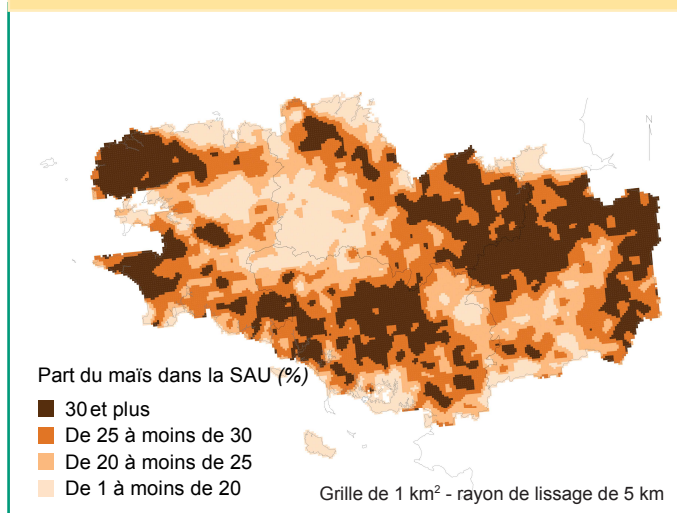 N
Part du maïs dans la SAU (%)
30 et plus
De 25 à moins de 30
De 20 à moins de 25
De 1 à moins de 20
Grille de 1 km² - rayon de lissage de 5 km